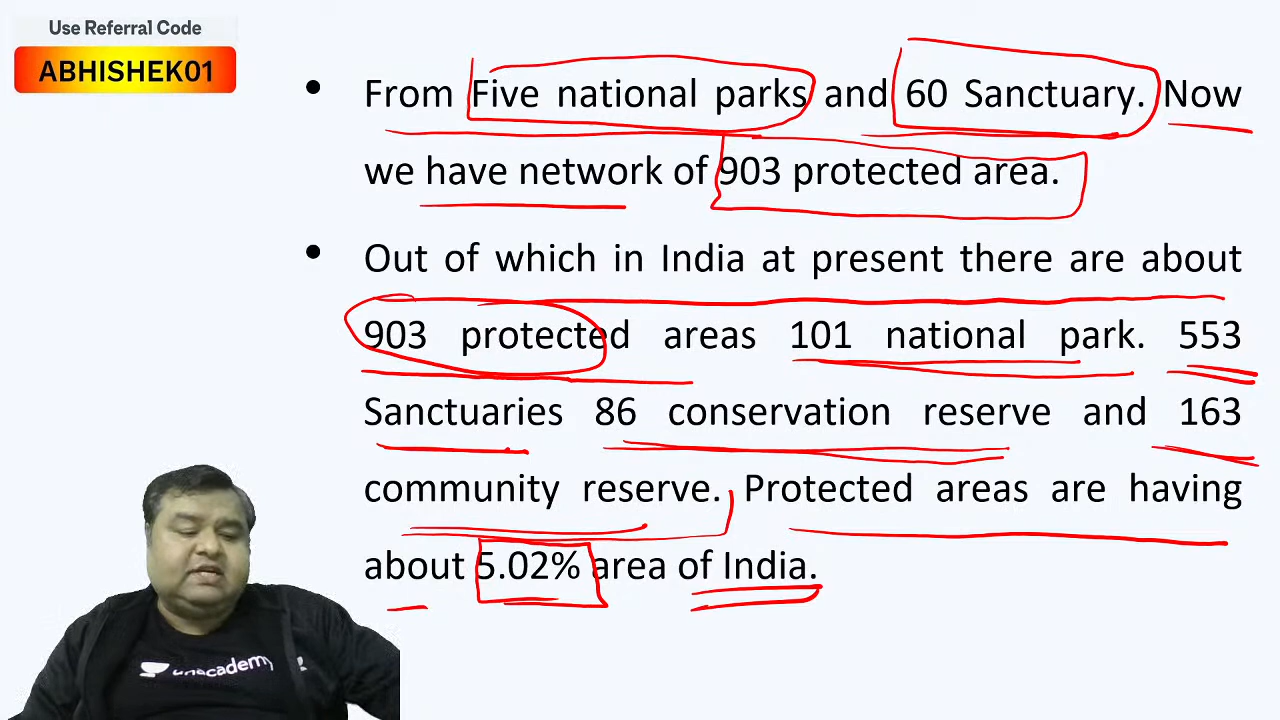 Use Referral Code
ABHISHEK01
• From Five national parks and 60 Sanctuary. Now
we have network of 903 protected area.
• Out of which in India at present there are about
903 protected areas 101 national park. 553
Sanctuaries 86 conservation reserve and 163
community reserve. Protected areas are having
about 5.02% area of India.
unacademy